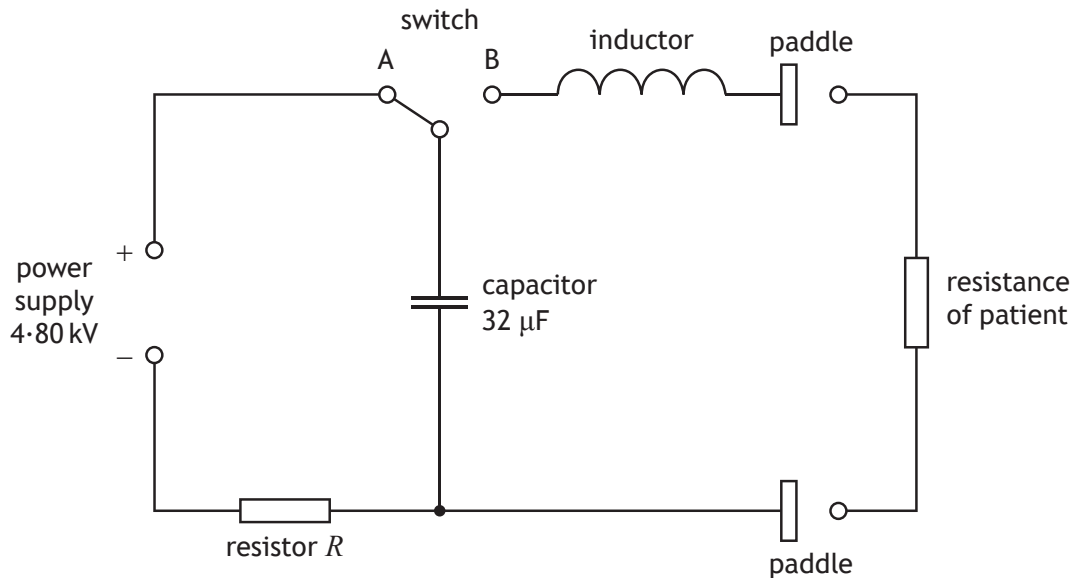 switch
A
B
inductor
paddle
+
power
supply
4·80 kV
−
capacitor
32 μF
resistance
of patient
resistor R
paddle